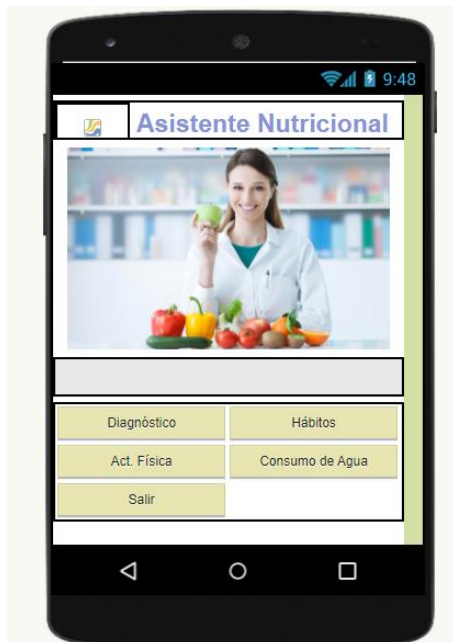 9:48
Asistente Nutricional
Diagnóstico
Hábitos
Act. Física
Consumo de Agua
Salir